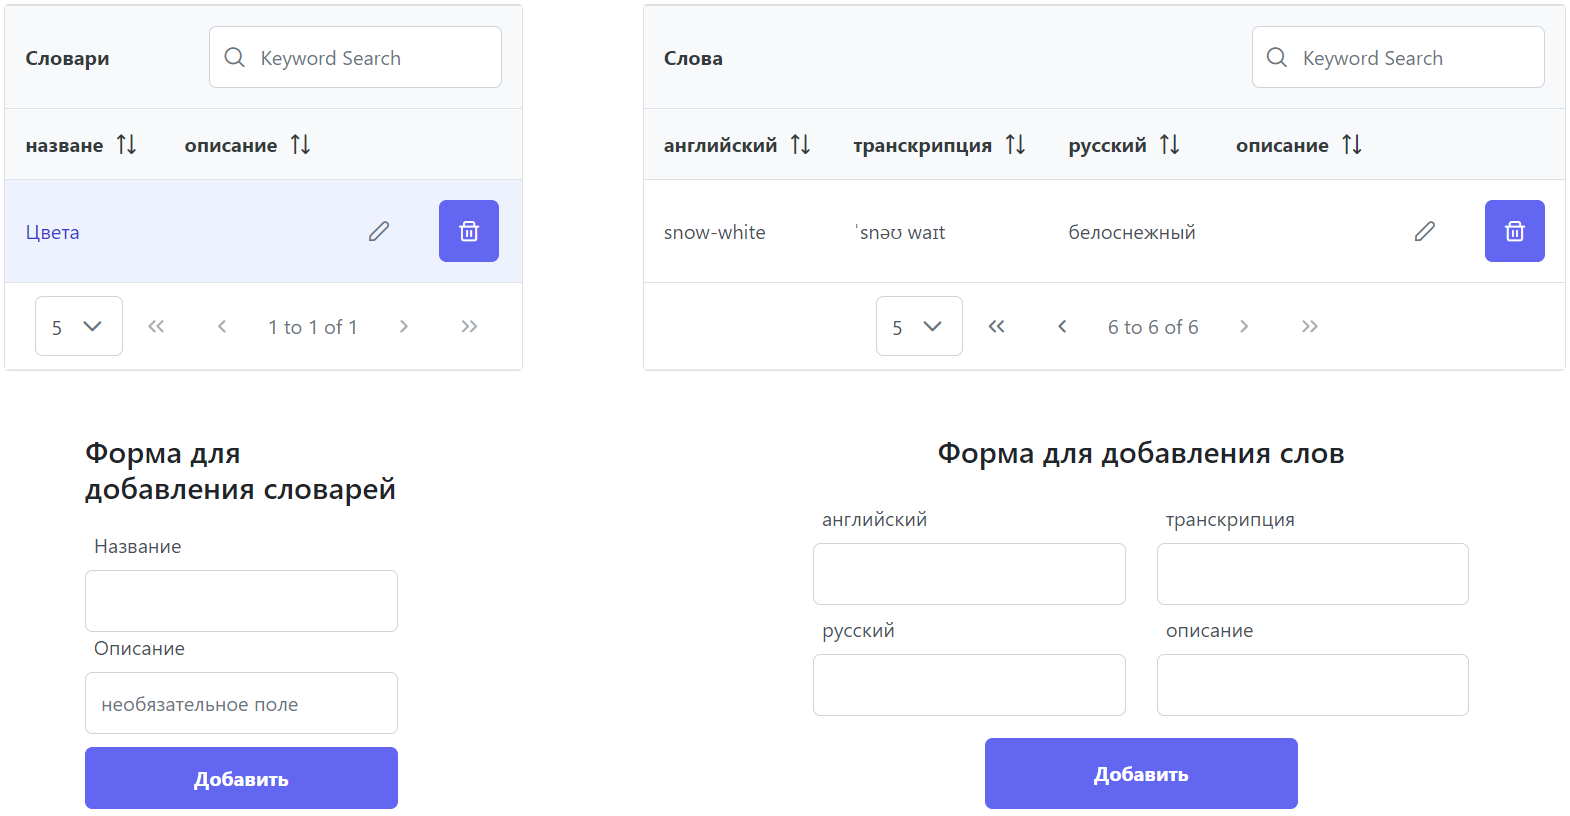 Словари
Keyword Search
назване
описание
Цвета
5
1 to 1 of 1
Форма для
добавления словарей
Название
Описание
необязательное поле
Добавить
Слова
Keyword Search
английский
транскрипция
русский
описание
snow-white
ˈsnəʊ waɪt
белоснежный
5
6 to 6 of 6
Форма для добавления слов
английский
транскрипция
русский
описание
Добавить